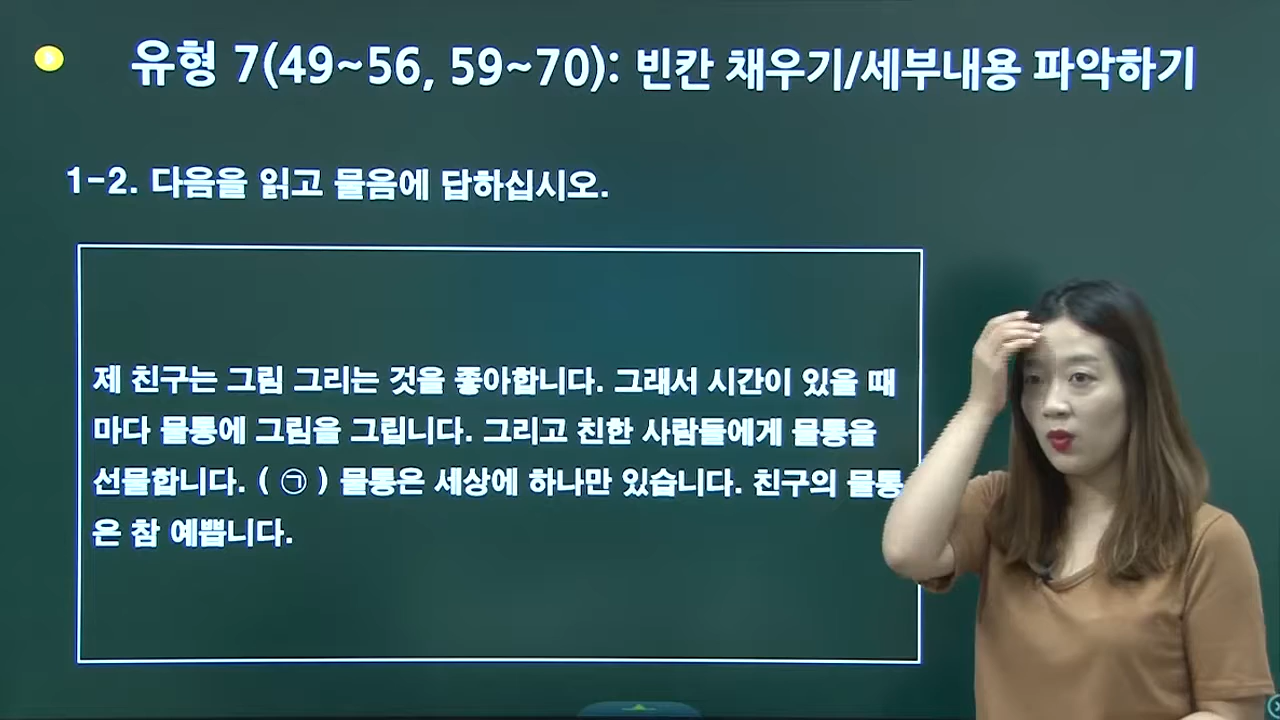 유형 7(49~56, 59~70): 빈칸 채우기/세부내용 파악하기
1-2. 다음을 읽고 물음에 답하십시오.
제 친구는 그림 그리는 것을 좋아합니다. 그래서 시간이 있을 때
마다 물통에 그림을 그립니다. 그리고 친한 사람들에게 물통을
선물합니다. ( ㉠ ) 물통은 세상에 하나만 있습니다. 친구의 물통
은 참 예쁩니다.